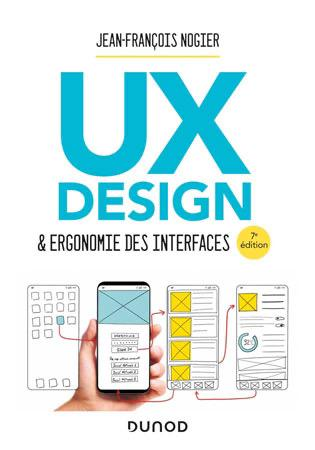 JEAN-FRANÇOIS NOGIER
UX
DESIGN
& ERGONOMIE DES INTERFACES
7e
édition
DUNOD